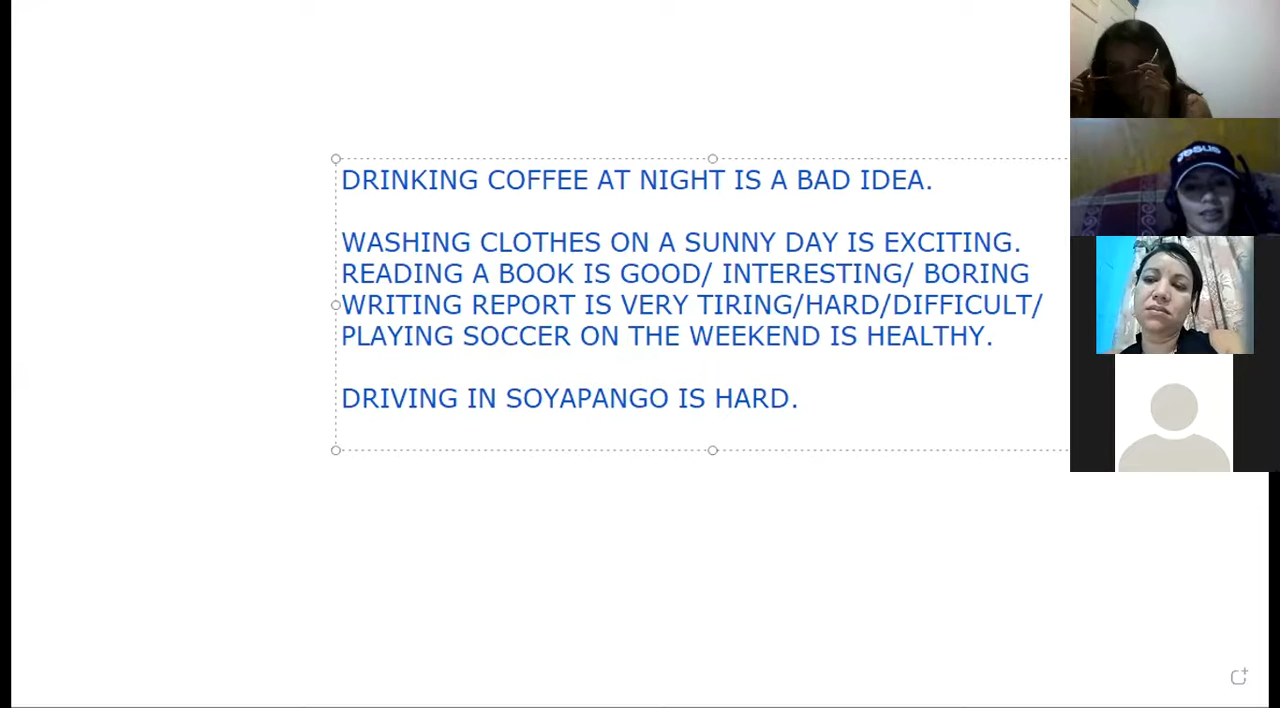 DRINKING COFFEE AT NIGHT IS A BAD IDEA.
WASHING CLOTHES ON A SUNNY DAY IS EXCITING.
READING A BOOK IS GOOD/ INTERESTING/ BORING
WRITING REPORT IS VERY TIRING/HARD/DIFFICULT/
PLAYING SOCCER ON THE WEEKEND IS HEALTHY.
DRIVING IN SOYAPANGO IS HARD.
JESUS